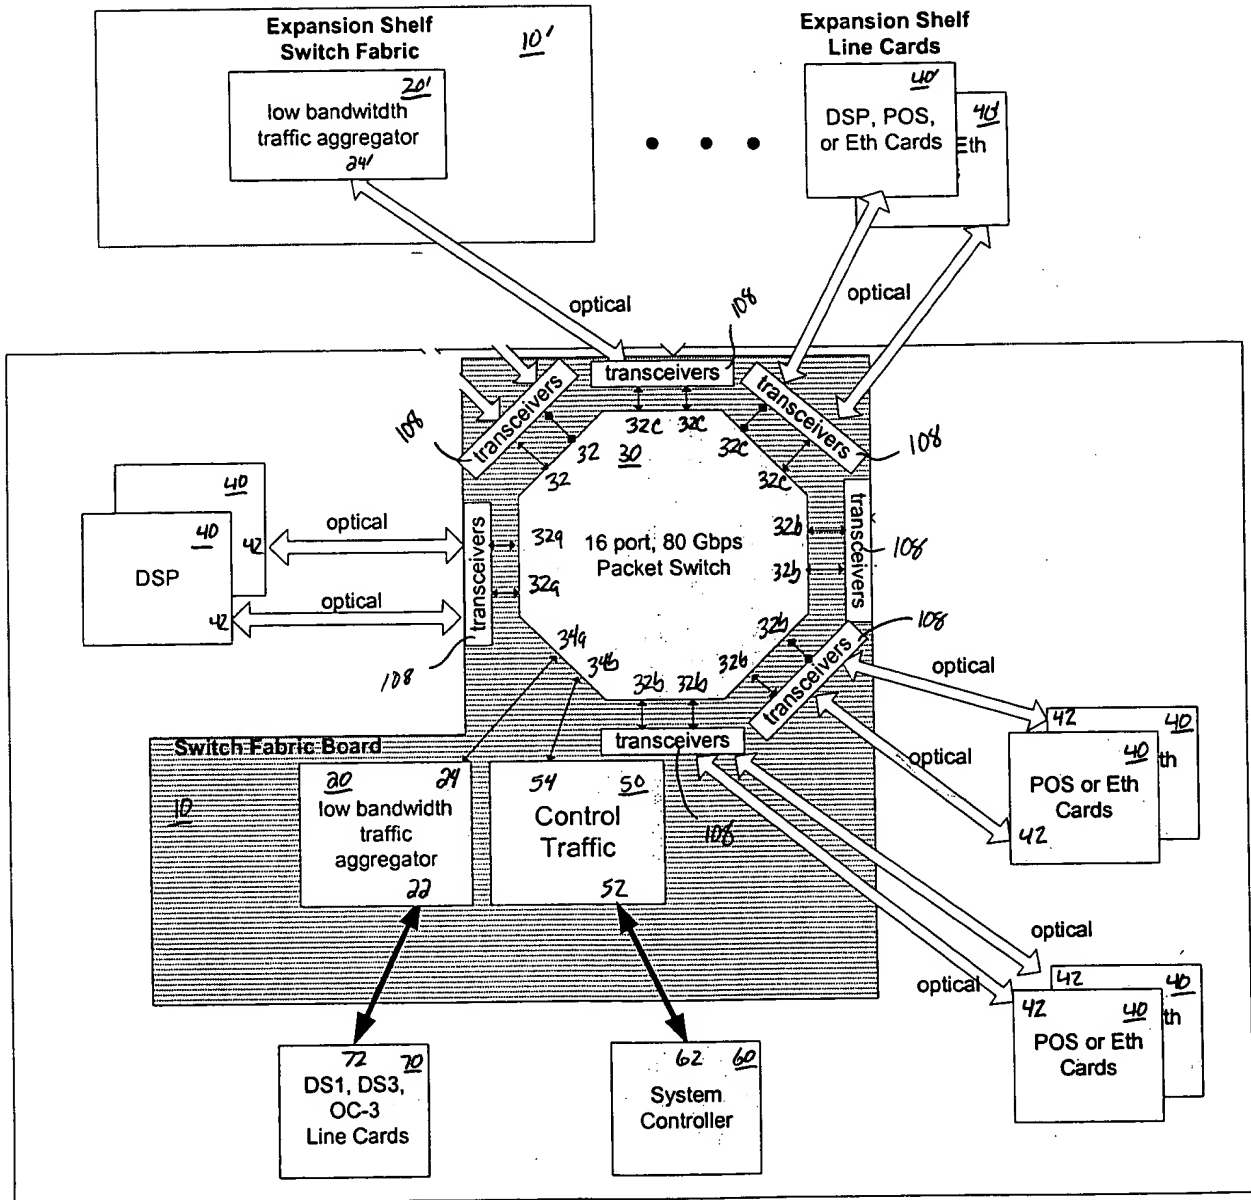 Expansion Shelf
Switch Fabric
10'
20'
low bandwitdth
traffic aggregator
24'
Expansion Shelf
Line Cards
40'
DSP, POS,
or Eth Cards
40'
Eth
optical
optical
108
transceivers
transceivers
transceivers
108
108
32c 32c
32 30 32c
32 32c
40
40
DSP
42
42
optical
optical
transceivers
108
32a
32a
16 port, 80 Gbps
Packet Switch
32b
32b
transceivers
108
34a
34b
32b 32b
32b
32b
transceivers
108
transceivers
108
optical
optical
42 40
th
40
POS or Eth
Cards
42
Switch Fabric Board
10
20 24
low bandwidth
traffic
aggregator
22
54 50
Control
Traffic
52
optical
optical
42 40
th
42 40
POS or Eth
Cards
72 70
DS1, DS3,
OC-3
Line Cards
62 60
System
Controller